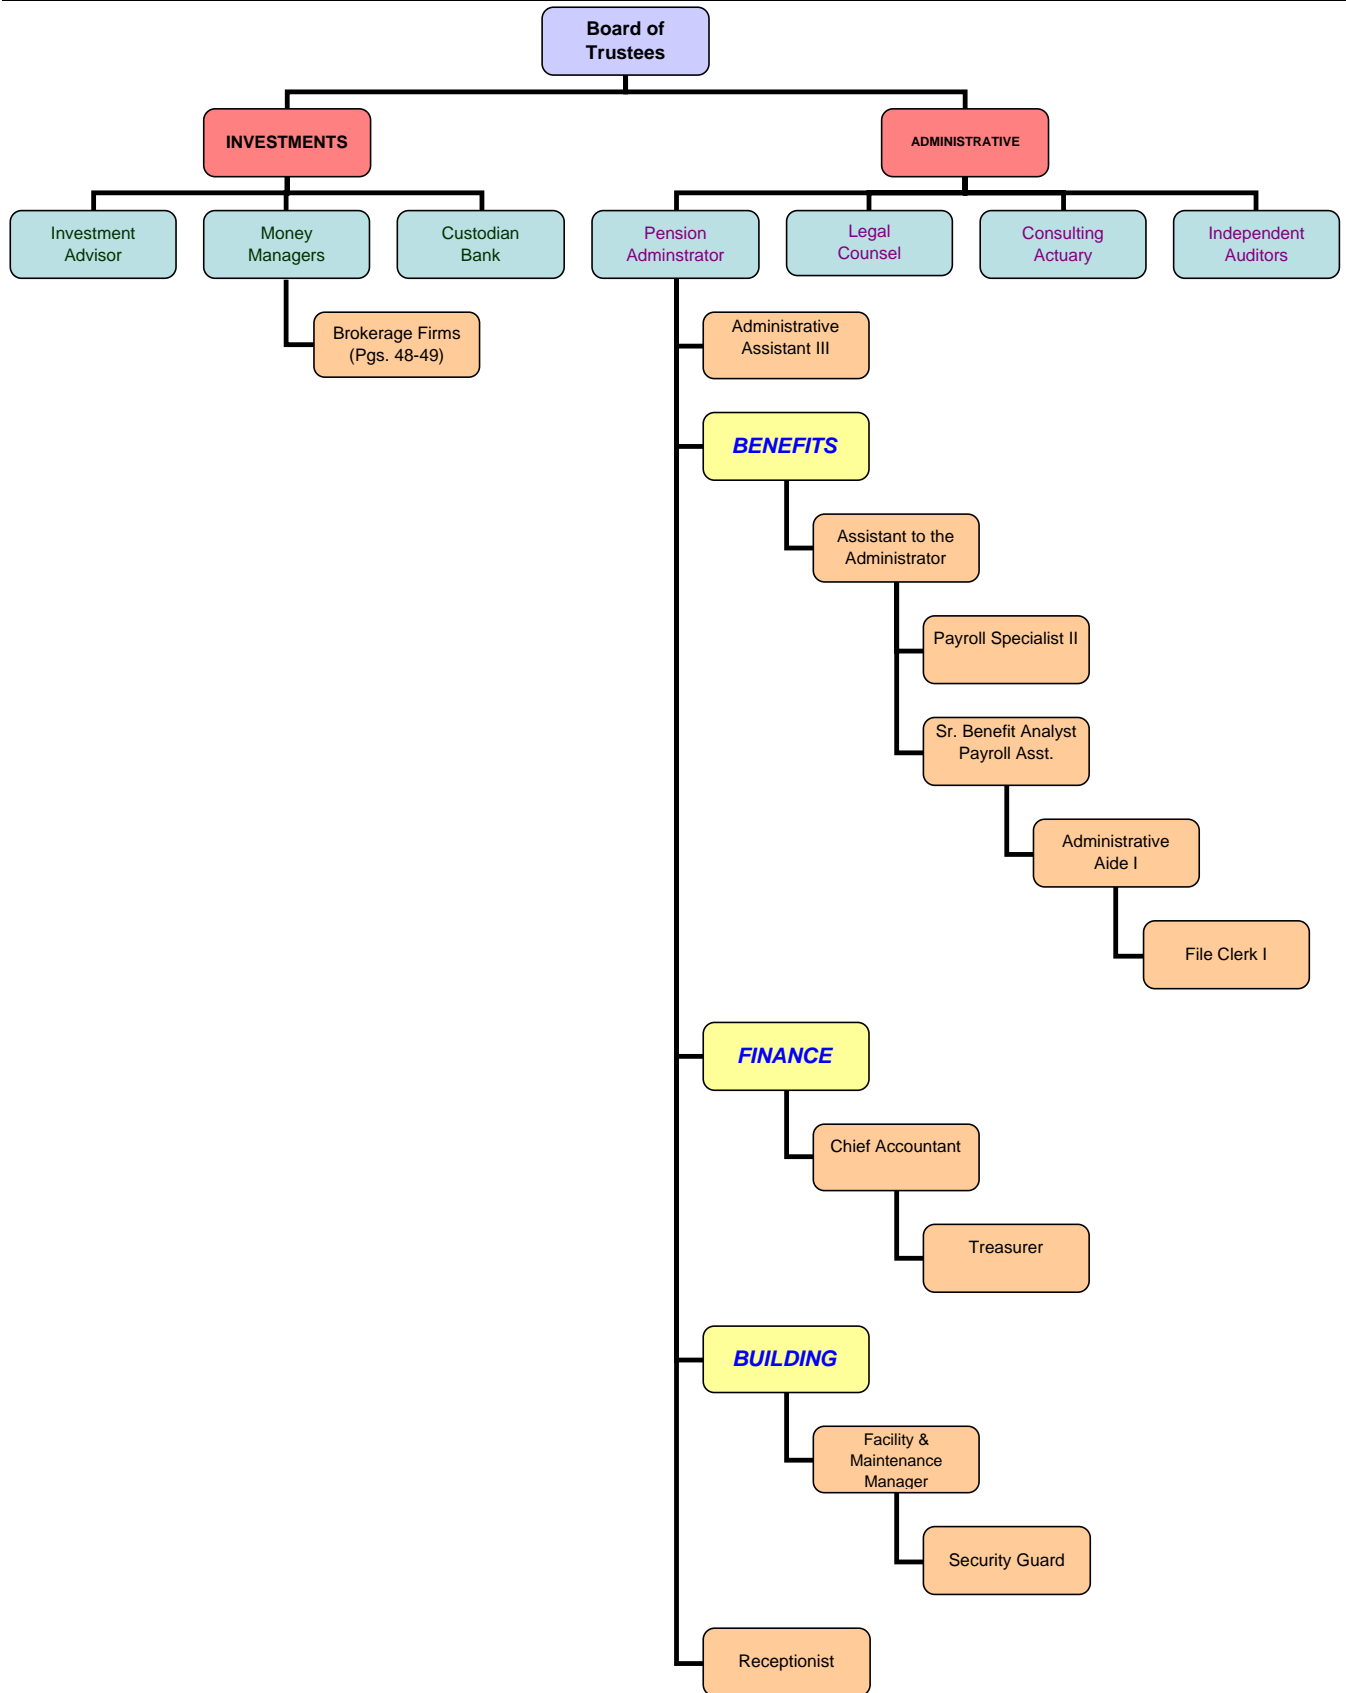 Board of
Trustees
INVESTMENTS
ADMINISTRATIVE
Investment
Advisor
Money
Managers
Custodian
Bank
Pension
Adminstrator
Legal
Counsel
Consulting
Actuary
Independent
Auditors
Brokerage Firms
(Pgs. 48-49)
Administrative
Assistant III
BENEFITS
Assistant to the
Administrator
Payroll Specialist II
Sr. Benefit Analyst
Payroll Asst.
Administrative
Aide I
File Clerk I
FINANCE
Chief Accountant
Treasurer
BUILDING
Facility &
Maintenance
Manager
Security Guard
Receptionist